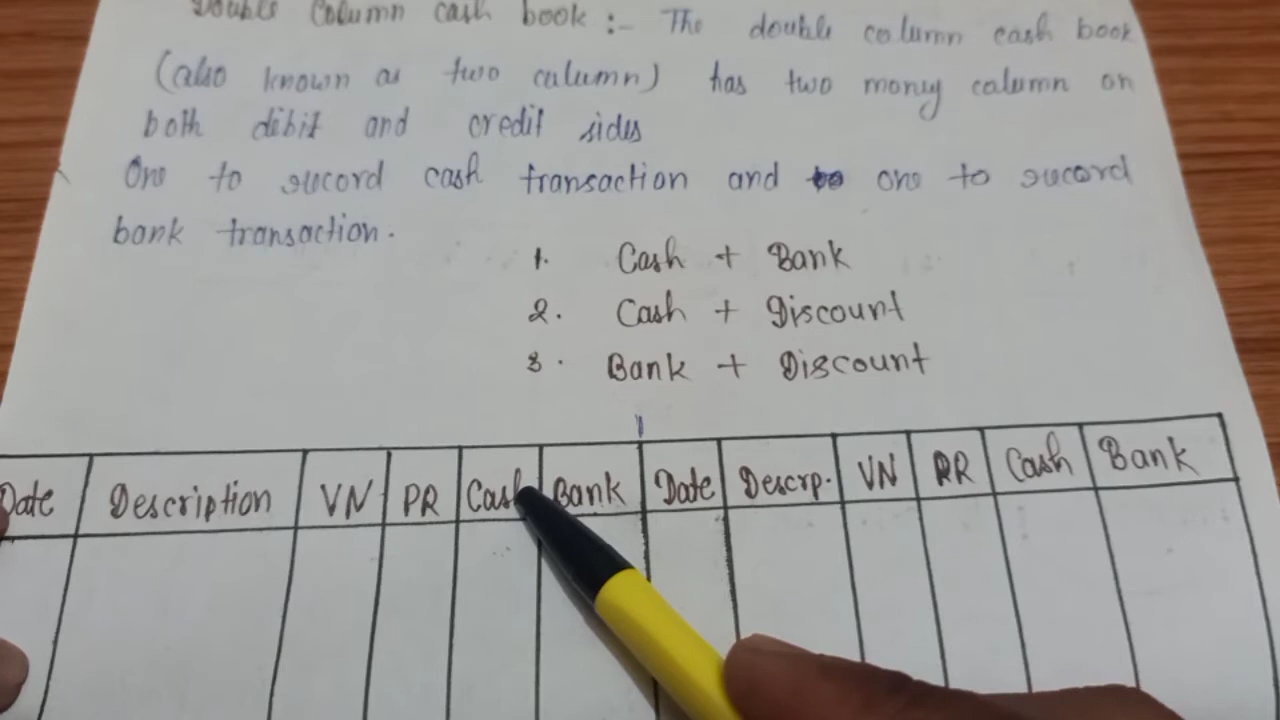 Double Column cash book :- The double column cash book
(also known as two column) has two mony column on
both debit and credit sides
One to record cash transaction and one to record
bank transaction.
1. Cash + Bank
2. Cash + Discount
3. Bank + Discount
Date Description VN PR Cash Bank Date Descrp. VN PR Cash Bank